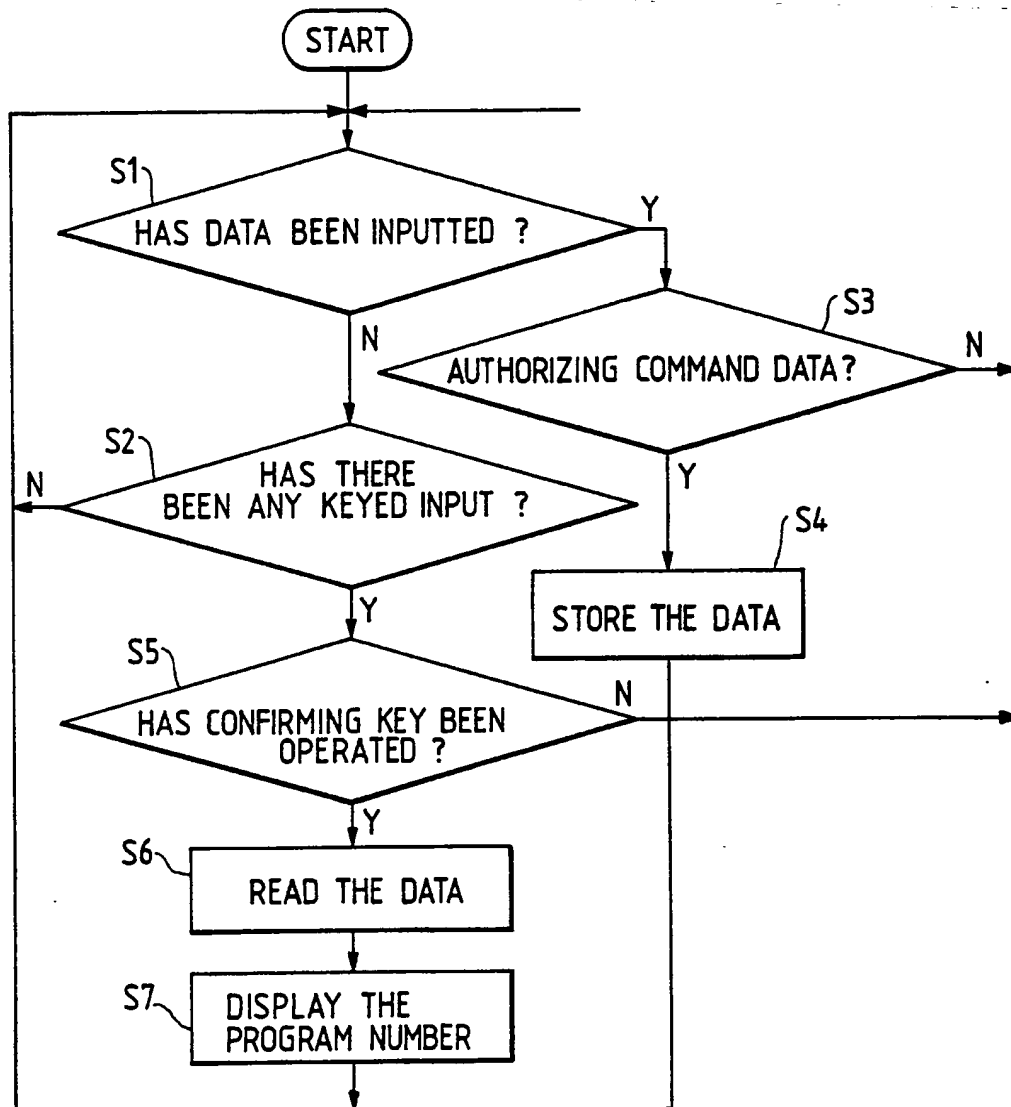 START
S1
HAS DATA BEEN INPUTTED ?
Y
N
S3
AUTHORIZING COMMAND DATA?
N
Y
S2
HAS THERE
BEEN ANY KEYED INPUT ?
N
Y
S4
STORE THE DATA
S5
HAS CONFIRMING KEY BEEN
OPERATED ?
N
Y
S6
READ THE DATA
S7
DISPLAY THE
PROGRAM NUMBER